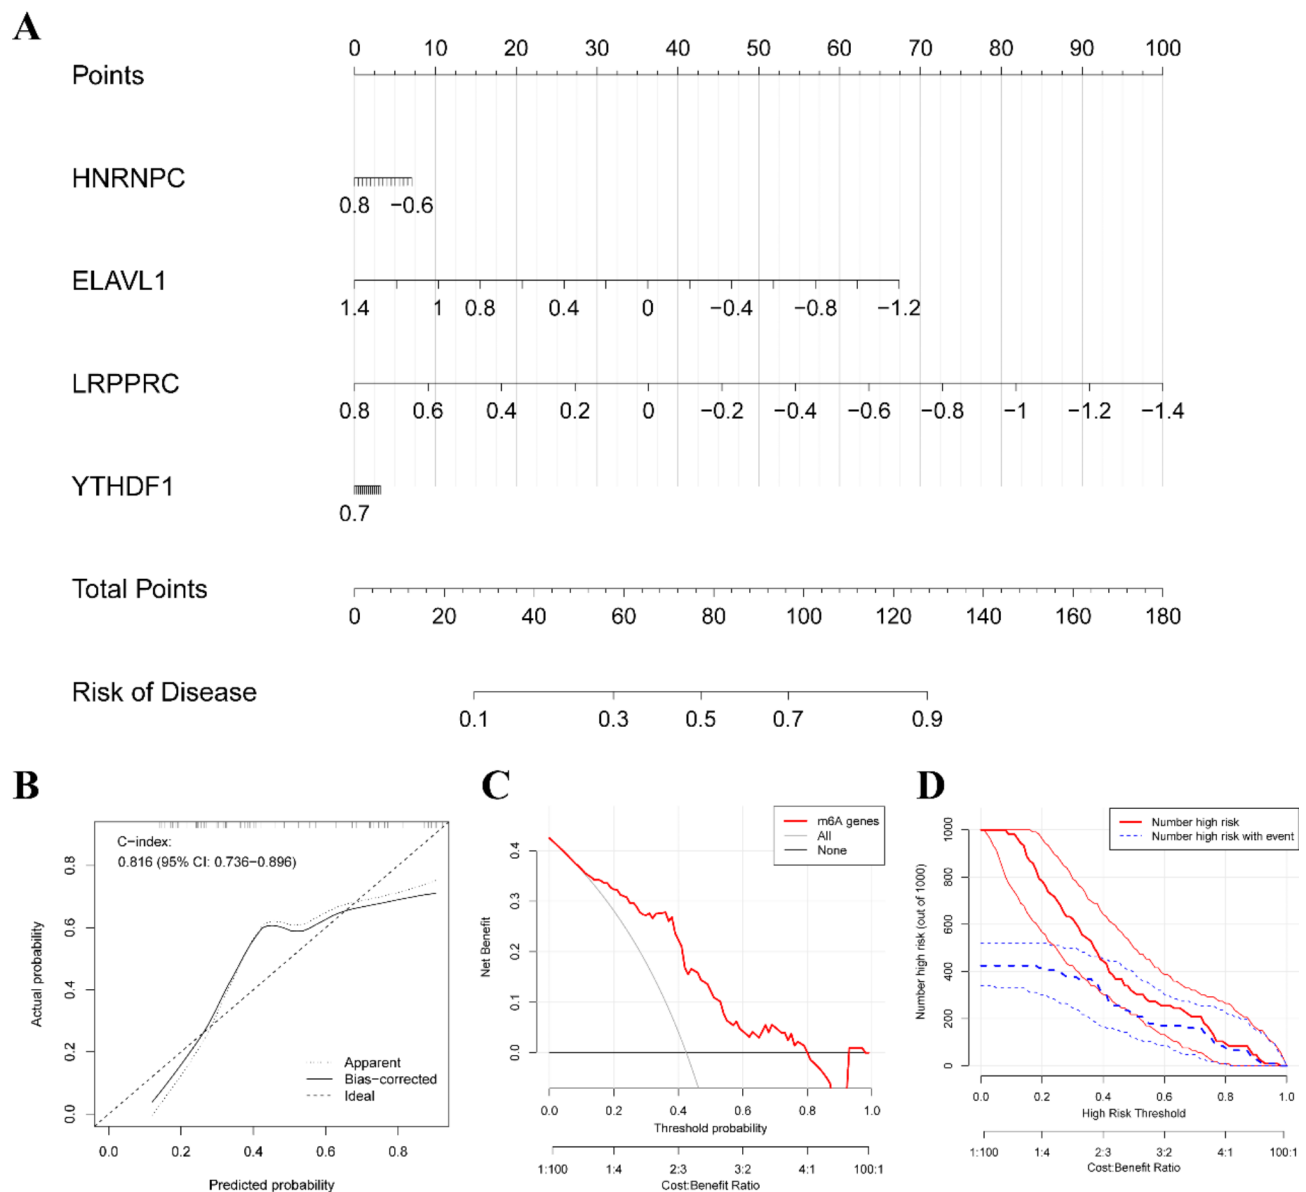 A
Points
0 10 20 30 40 50 60 70 80 90 100
HNRNPC
0.8 −0.6
ELAVL1
1.4 1 0.8 0.4 0 −0.4 −0.8 −1.2
LRPPRC
0.8 0.6 0.4 0.2 0 −0.2 −0.4 −0.6 −0.8 −1 −1.2 −1.4
YTHDF1
0.7
Total Points
0 20 40 60 80 100 120 140 160 180
Risk of Disease
0.1 0.3 0.5 0.7 0.9
B
C−index:
0.816 (95% CI: 0.736−0.896)
Actual probability
0.8
0.6
0.4
0.2
0.0
Apparent
Bias−corrected
Ideal
0.0 0.2 0.4 0.6 0.8
Predicted probability
C
m6A genes
All
None
Net Benefit
0.4
0.3
0.2
0.1
0.0
0.0 0.2 0.4 0.6 0.8 1.0
Threshold probability
1:100 1:4 2:3 3:2 4:1 100:1
Cost:Benefit Ratio
D
Number high risk
Number high risk with event
Number high risk (out of 1000)
1000
800
600
400
200
0
0.0 0.2 0.4 0.6 0.8 1.0
High Risk Threshold
1:100 1:4 2:3 3:2 4:1 100:1
Cost:Benefit Ratio